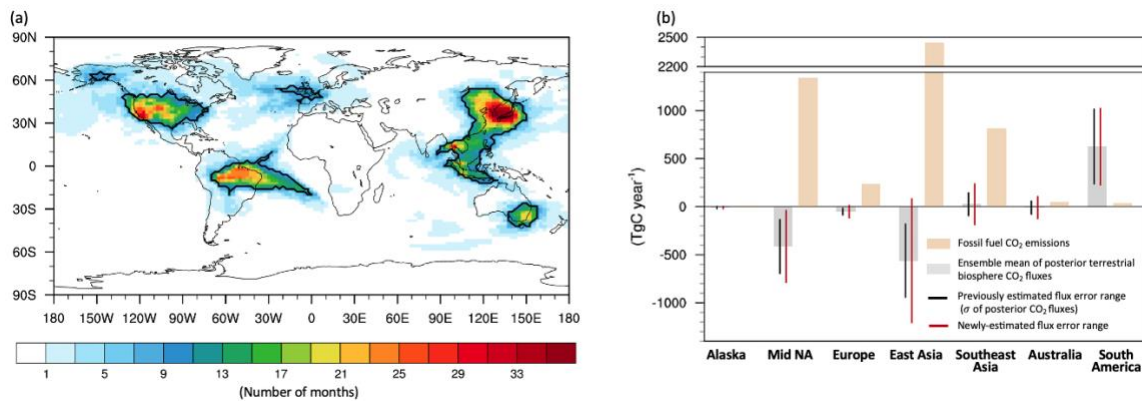 (a)
90N
60N
30N
0
30S
60S
90S
180 150W 120W 90W 60W 30W 0 30E 60E 90E 120E 150E 180
1 5 9 13 17 21 25 29 33
(Number of months)
(b)
2500
2200
1000
500
0
-500
-1000
(TgC year⁻¹)
Fossil fuel CO₂ emissions
Ensemble mean of posterior terrestrial
biosphere CO₂ fluxes
Previously estimated flux error range
(σ of posterior CO₂ fluxes)
Newly-estimated flux error range
Alaska Mid NA Europe East Asia Southeast Asia Australia South America